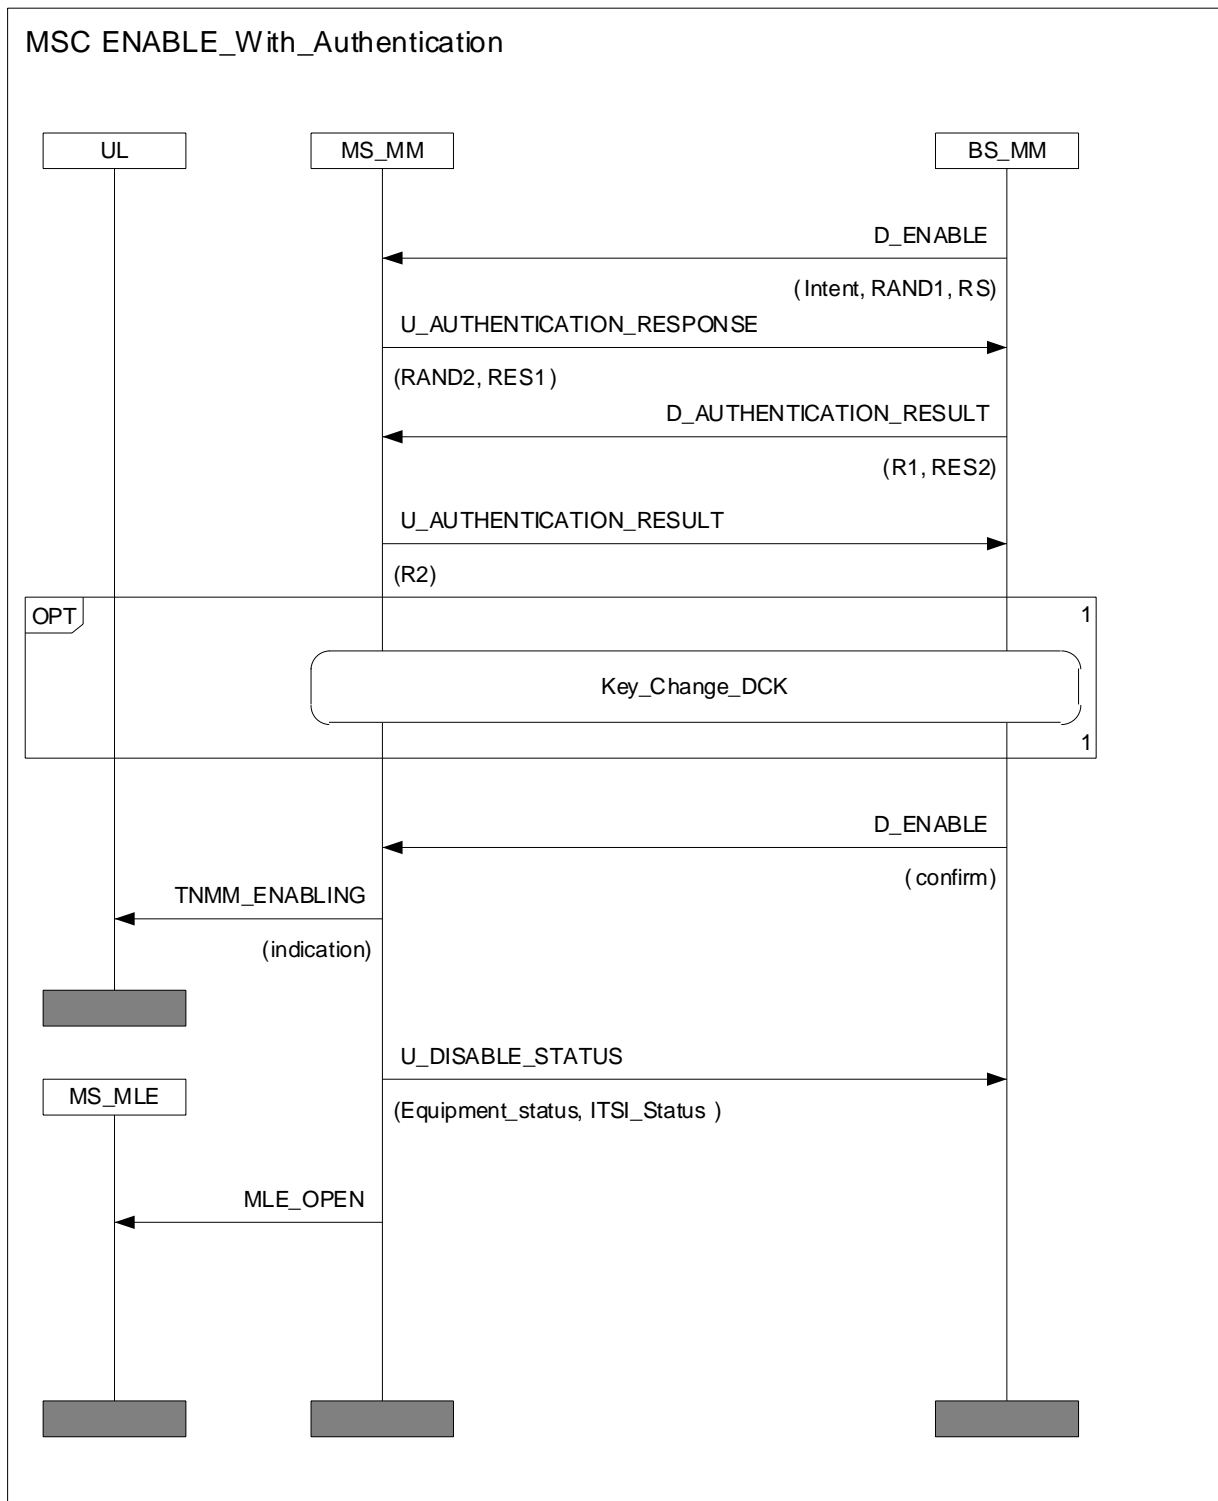 MSC ENABLE_With_Authentication
UL MS_MM BS_MM
D_ENABLE
(Intent, RAND1, RS)
U_AUTHENTICATION_RESPONSE
(RAND2, RES1)
D_AUTHENTICATION_RESULT
(R1, RES2)
U_AUTHENTICATION_RESULT
(R2)
OPT 1
Key_Change_DCK
1
D_ENABLE
(confirm)
TNMM_ENABLING
(indication)
U_DISABLE_STATUS
MS_MLE
(Equipment_status, ITSI_Status )
MLE_OPEN